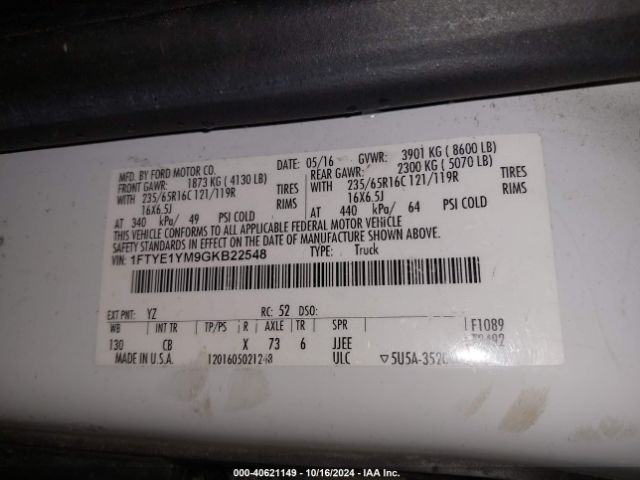 MFD. BY FORD MOTOR CO.
DATE: 05/16 GVWR: 3901 KG ( 8600 LB)
FRONT GAWR: 1873 KG ( 4130 LB) REAR GAWR: 2300 KG ( 5070 LB)
WITH 235/65R16C 121/119R TIRES WITH 235/65R16C 121/119R TIRES
16X6.5J RIMS 16X6.5J RIMS
AT 340 kPa/ 49 PSI COLD AT 440 kPa/ 64 PSI COLD
THIS VEHICLE CONFORMS TO ALL APPLICABLE FEDERAL MOTOR VEHICLE
SAFETY STANDARDS IN EFFECT ON THE DATE OF MANUFACTURE SHOWN ABOVE.
VIN: 1FTYE1YM9GKB22548 TYPE: Truck
EXT PNT: YZ RC: 52 DSO:
WB INT TR TP/PS R AXLE TR SPR F1089
130 CB X 73 6 JJEE
MADE IN U.S.A. ULC 5U5A-
000-40621149 - 10/16/2024 - IAA Inc.